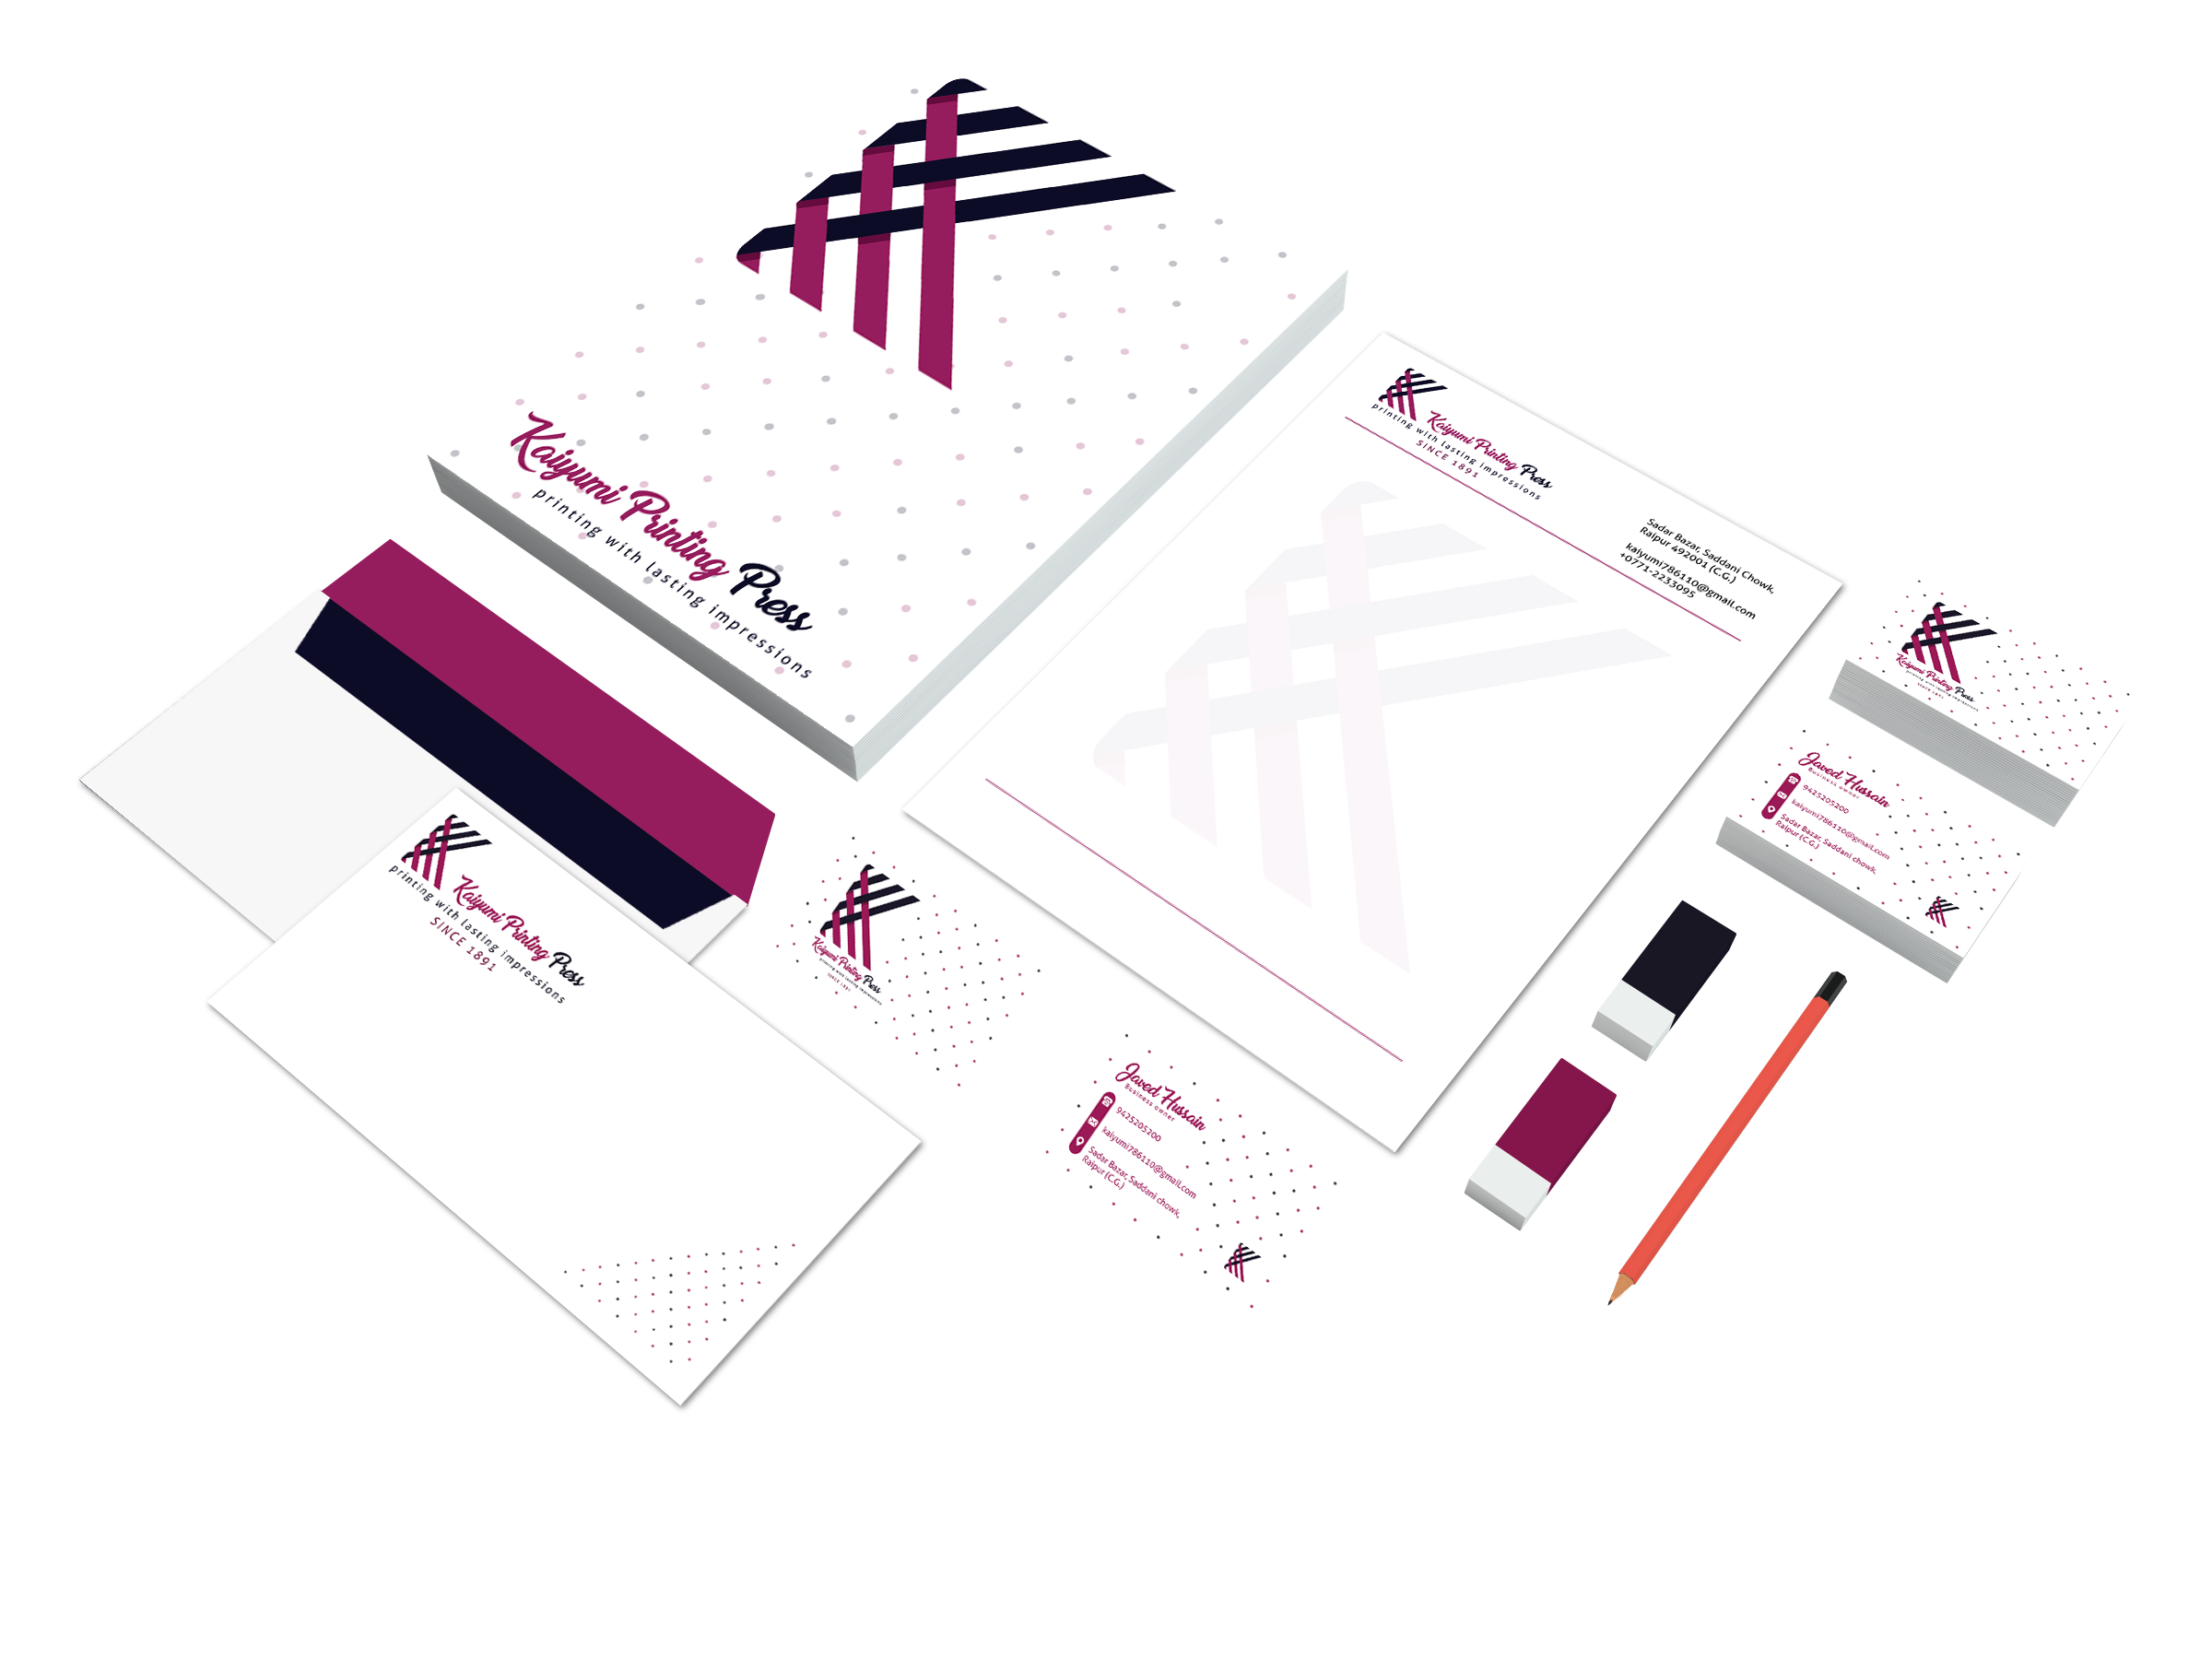 Kaiyumi Printing Press
printing with lasting impressions
Kaiyumi Printing Press
printing with lasting impressions
SINCE 1891
Sadar Bazar, Saddani Chowk,
Raipur 492001 (C.G.)
kaiyumi786110@gmail.com
+0771-2233095
Kaiyumi Printing Press
printing with lasting impressions
SINCE 1891
Kaiyumi Printing Press
printing with lasting impressions
SINCE 1891
Javed Hussain
Business owner
9425205200
kaiyumi786110@gmail.com
Sadar Bazar, Saddani chowk,
Raipur (C.G.)
Kaiyumi Printing Press
printing with lasting impressions
SINCE 1891
Javed Hussain
Business owner
9425205200
kaiyumi786110@gmail.com
Sadar Bazar, Saddani chowk,
Raipur (C.G.)